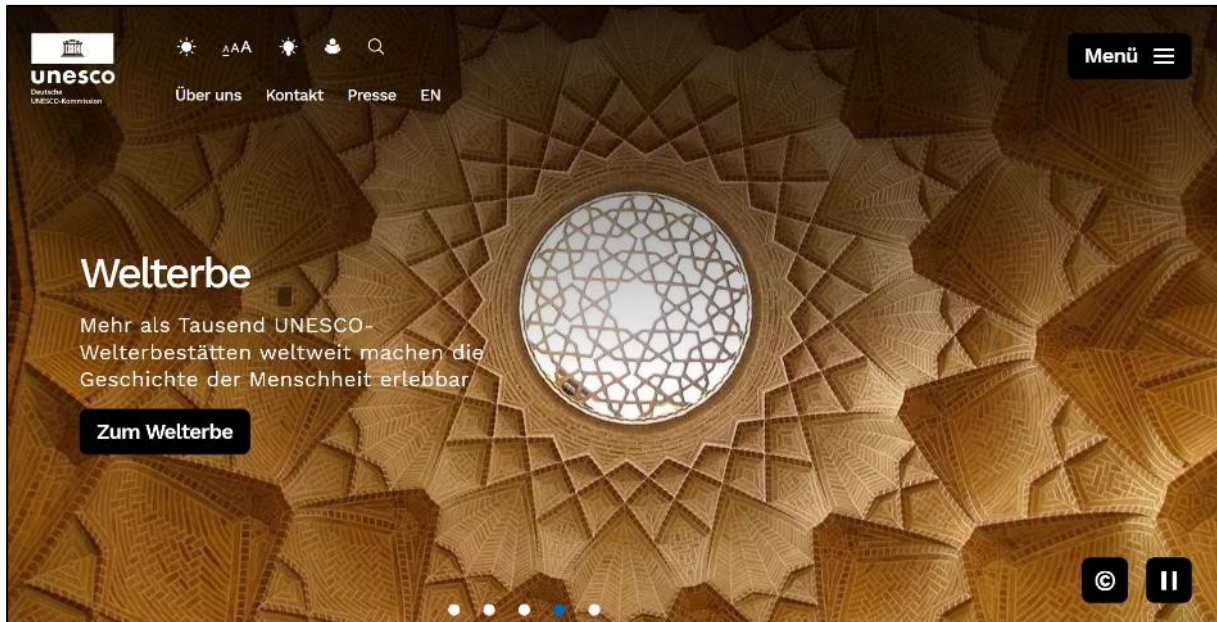 unesco
Deutsche
UNESCO-Kommission
AAA
Über uns Kontakt Presse EN
Menü
Welterbe
Mehr als Tausend UNESCO-
Welterbestätten weltweit machen die
Geschichte der Menschheit erlebbar
Zum Welterbe
©